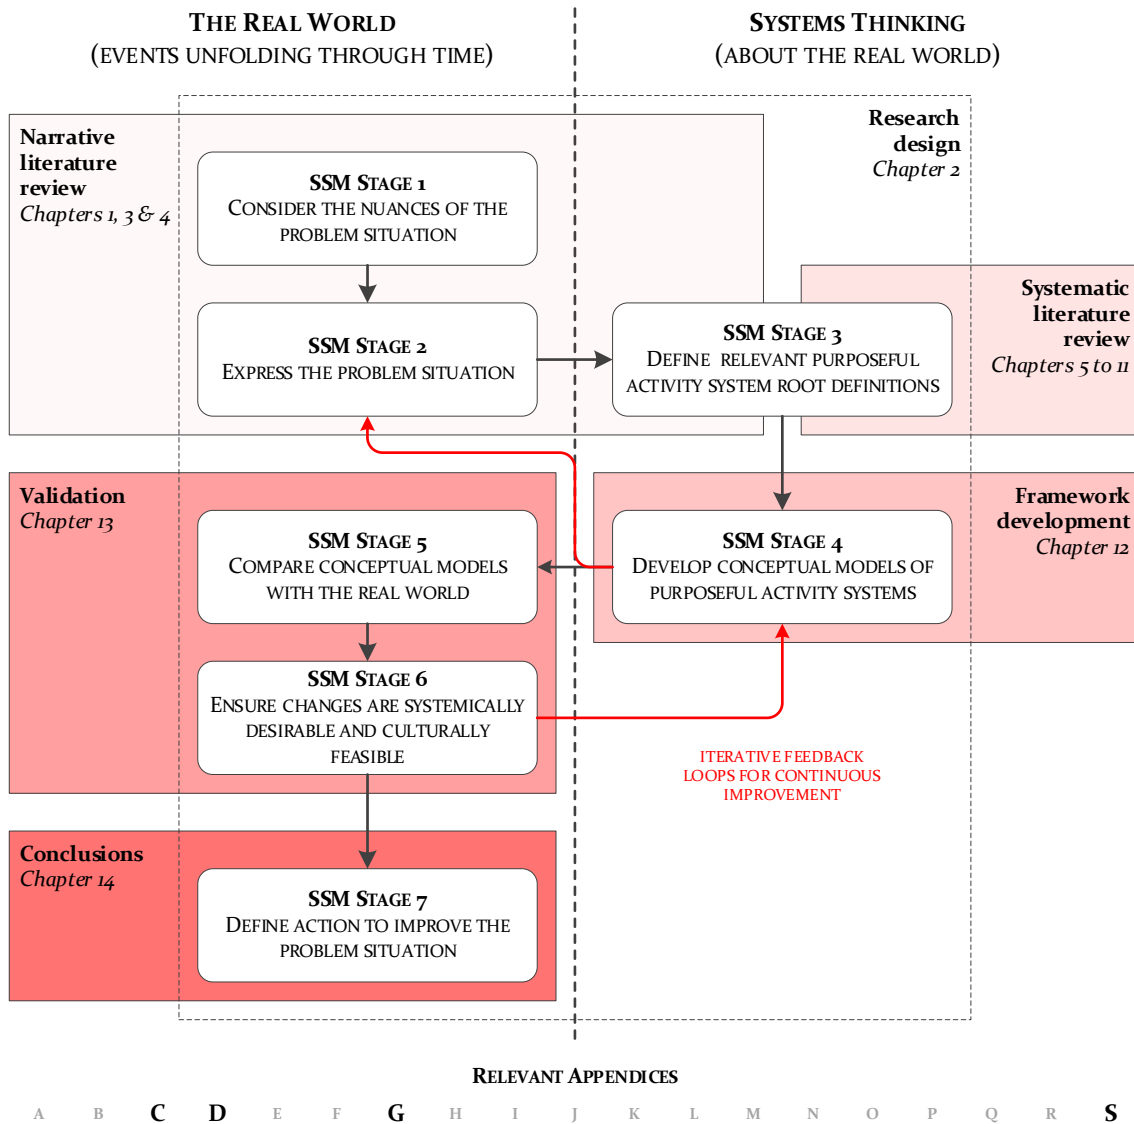 THE REAL WORLD
(EVENTS UNFOLDING THROUGH TIME)
SYSTEMS THINKING
(ABOUT THE REAL WORLD)
Narrative
literature
review
Chapters 1, 3 & 4
Research
design
Chapter 2
SSM STAGE 1
CONSIDER THE NUANCES OF THE
PROBLEM SITUATION
SSM STAGE 2
EXPRESS THE PROBLEM SITUATION
SSM STAGE 3
DEFINE RELEVANT PURPOSEFUL
ACTIVITY SYSTEM ROOT DEFINITIONS
Systematic
literature
review
Chapters 5 to 11
Validation
Chapter 13
SSM STAGE 5
COMPARE CONCEPTUAL MODELS
WITH THE REAL WORLD
SSM STAGE 4
DEVELOP CONCEPTUAL MODELS OF
PURPOSEFUL ACTIVITY SYSTEMS
Framework
development
Chapter 12
SSM STAGE 6
ENSURE CHANGES ARE SYSTEMICALLY
DESIRABLE AND CULTURALLY
FEASIBLE
ITERATIVE FEEDBACK
LOOPS FOR CONTINUOUS
IMPROVEMENT
Conclusions
Chapter 14
SSM STAGE 7
DEFINE ACTION TO IMPROVE THE
PROBLEM SITUATION
RELEVANT APPENDICES
A B C D E F G H I J K L M N O P Q R S